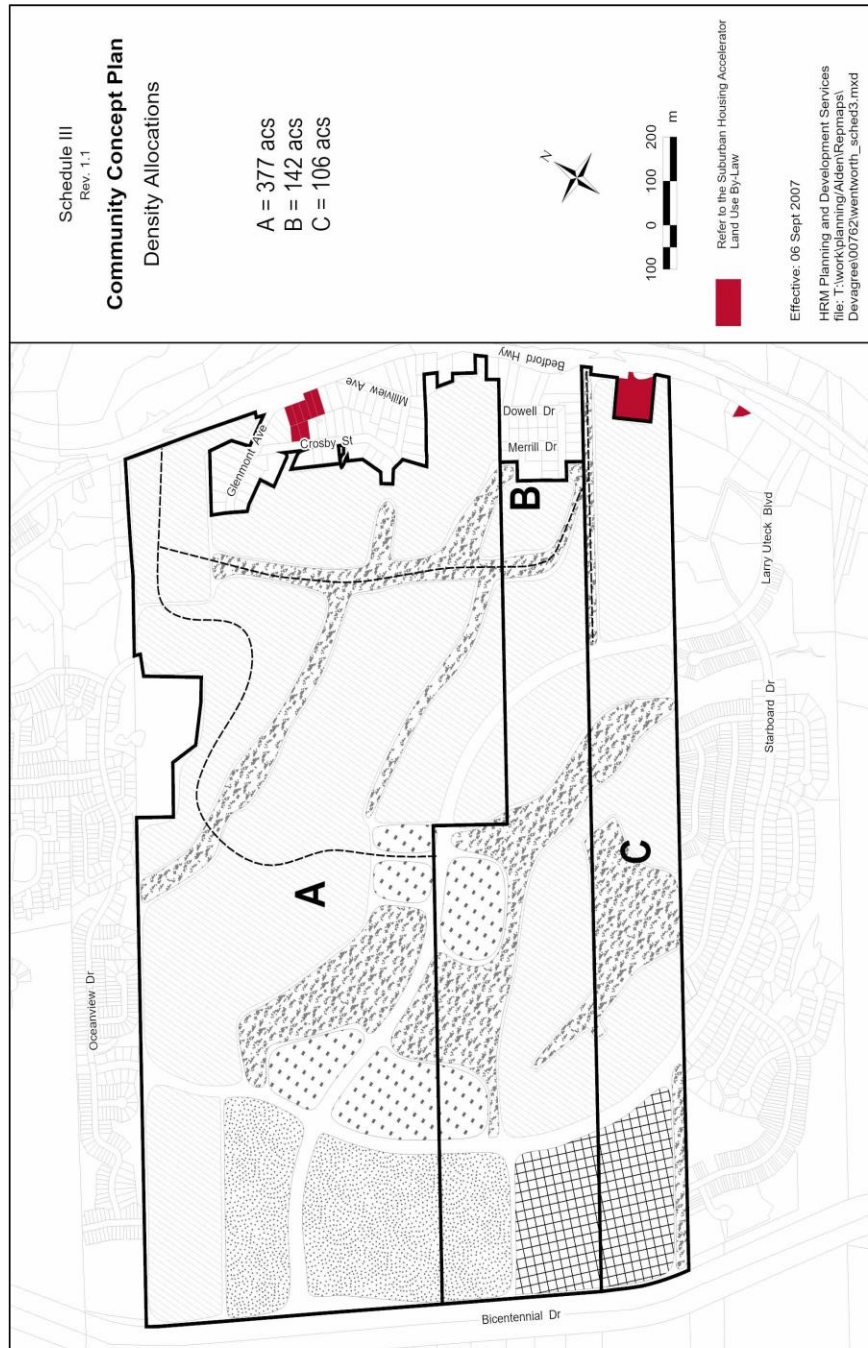 Schedule III
Rev. 1.1
Community Concept Plan
Density Allocations
A = 377 acs
B = 142 acs
C = 106 acs
N
100 0 100 200
m
Refer to the Suburban Housing Accelerator
Land Use By-Law
Effective: 06 Sept 2007
HRM Planning and Development Services
file: T:\work\planning/Alden\Repmaps\
Devagree\00762\wentworth_sched3.mxd
Glenmont Ave
Crosby St
Millview Ave
Bedford Hwy
Dowell Dr
Merrill Dr
B
Larry Uteck Blvd
Starboard Dr
A
C
Oceanview Dr
Bicentennial Dr